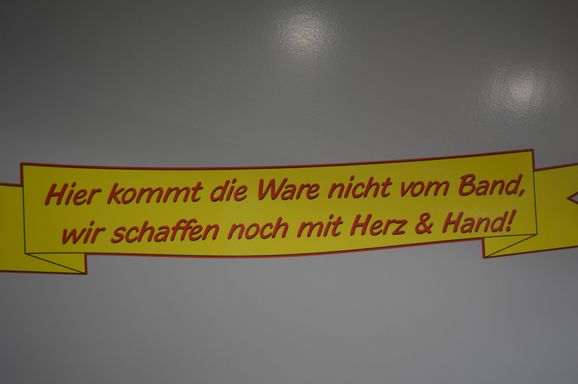 Hier kommt die Ware nicht vom Band,
wir schaffen noch mit Herz & Hand!